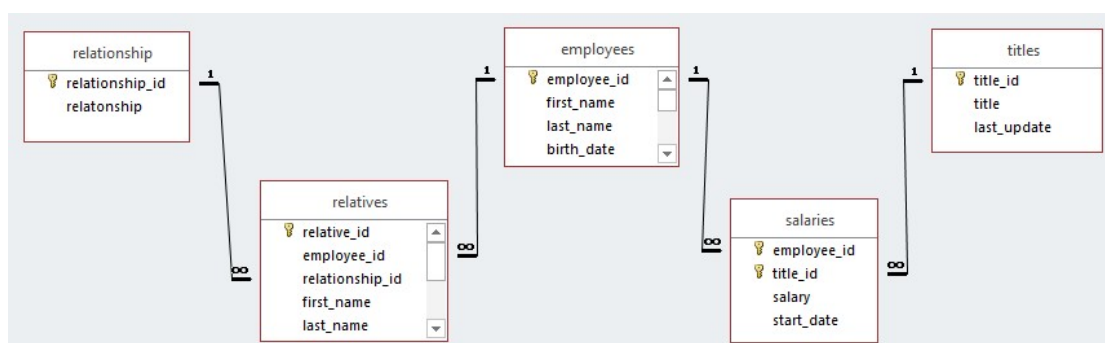 relationship
relationship_id
relatonship
employees
employee_id
first_name
last_name
birth_date
titles
title_id
title
last_update
relatives
relative_id
employee_id
relationship_id
first_name
last_name
salaries
employee_id
title_id
salary
start_date
1
∞
1
∞
1
∞
1
∞